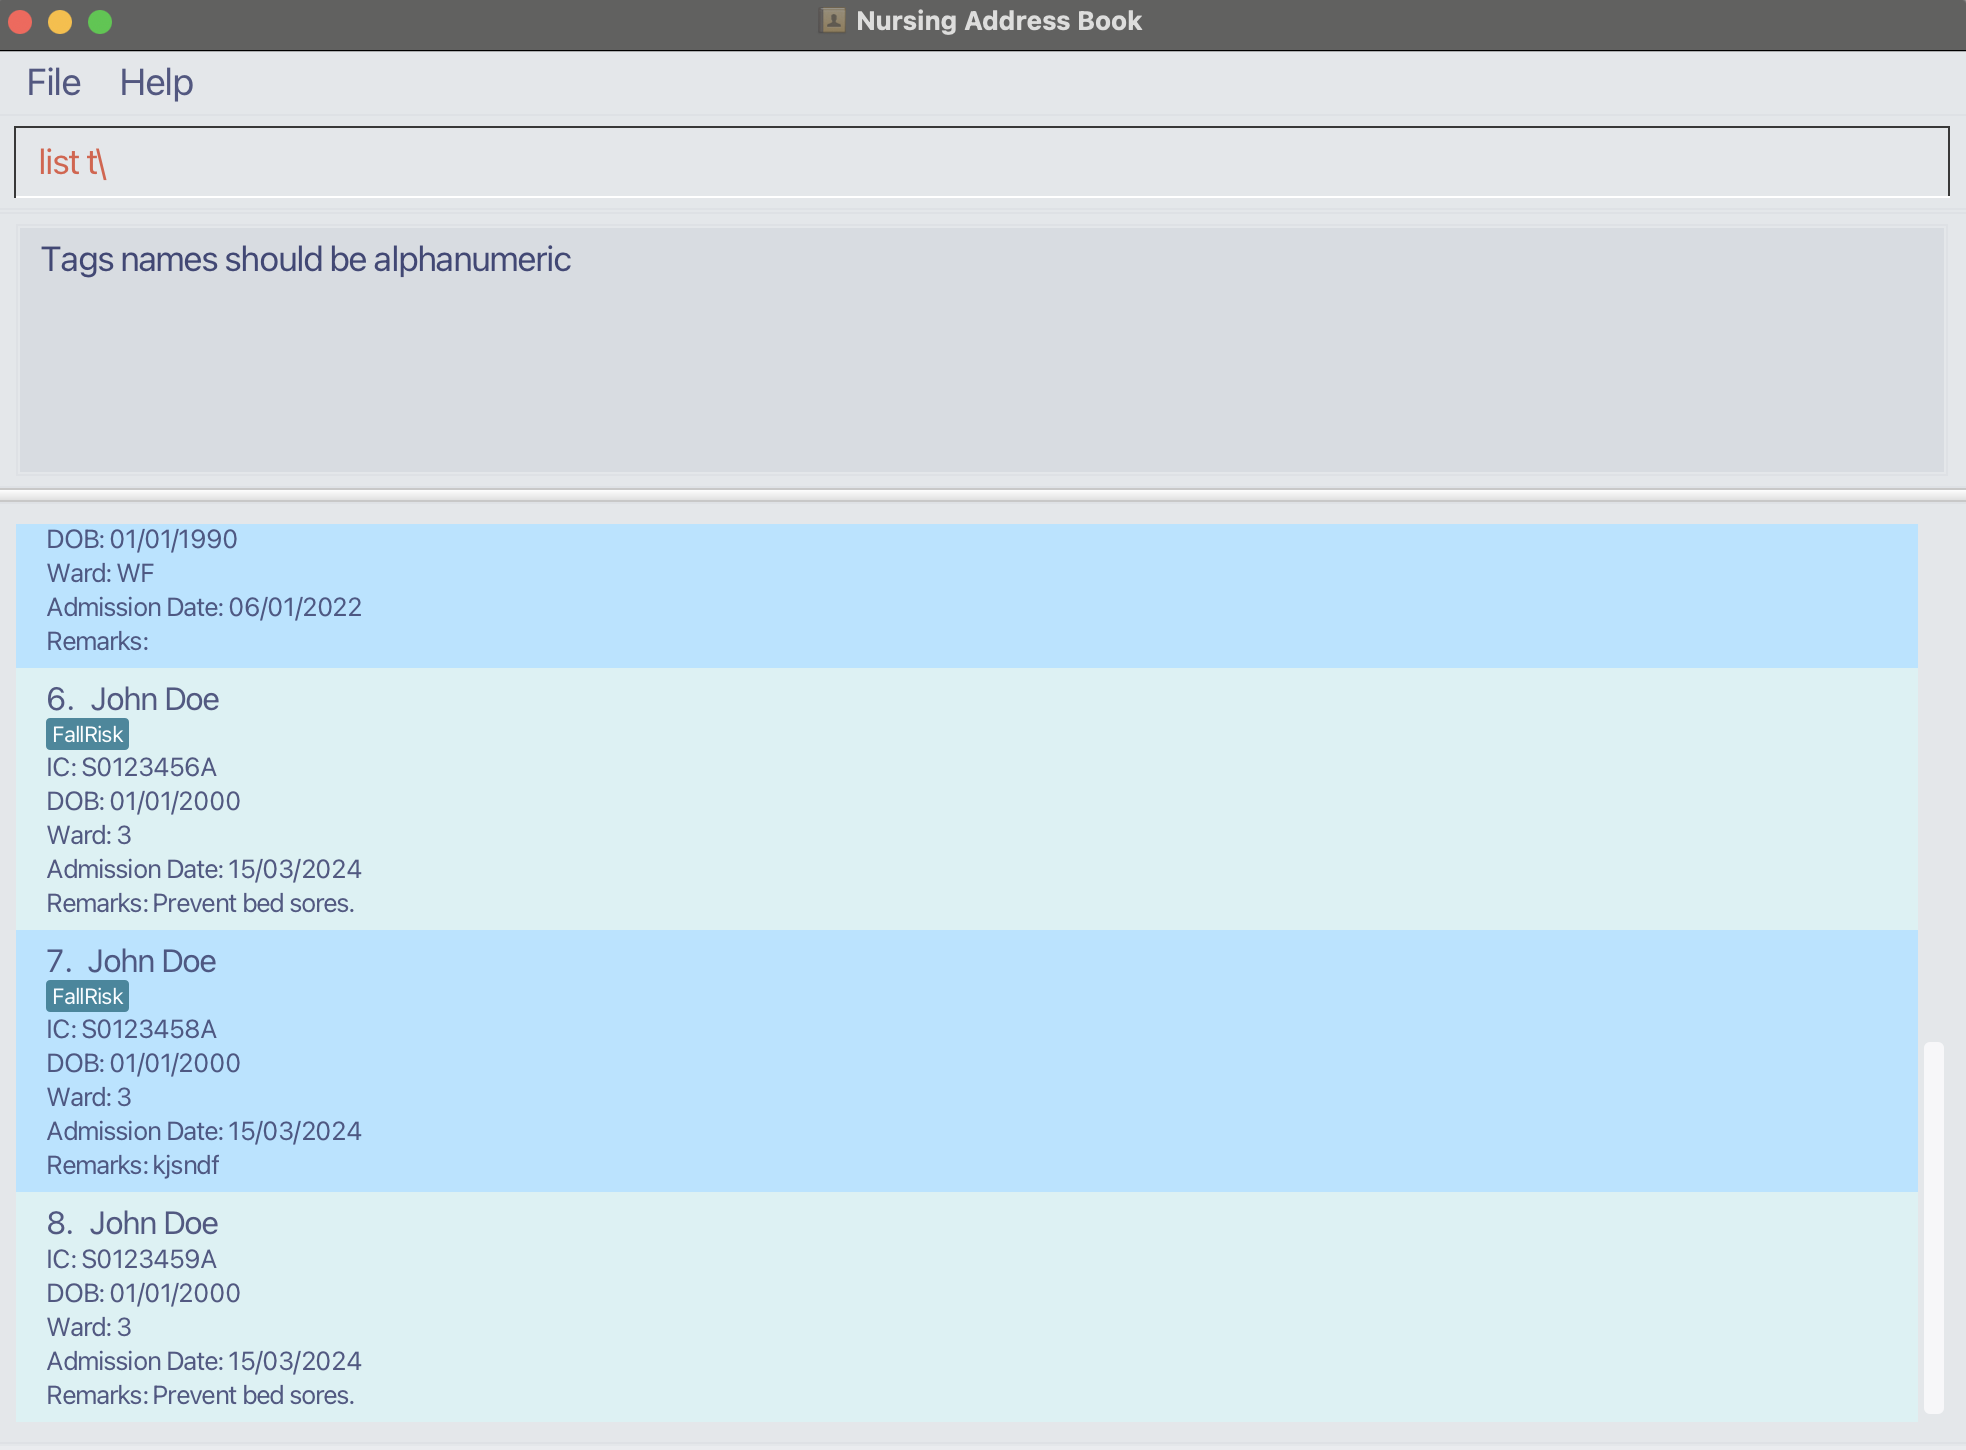 Nursing Address Book
File Help
list t\
Tags names should be alphanumeric
DOB: 01/01/1990
Ward: WF
Admission Date: 06/01/2022
Remarks:
6. John Doe
FallRisk
IC: S0123456A
DOB: 01/01/2000
Ward: 3
Admission Date: 15/03/2024
Remarks: Prevent bed sores.
7. John Doe
FallRisk
IC: S0123458A
DOB: 01/01/2000
Ward: 3
Admission Date: 15/03/2024
Remarks: kjsndf
8. John Doe
IC: S0123459A
DOB: 01/01/2000
Ward: 3
Admission Date: 15/03/2024
Remarks: Prevent bed sores.